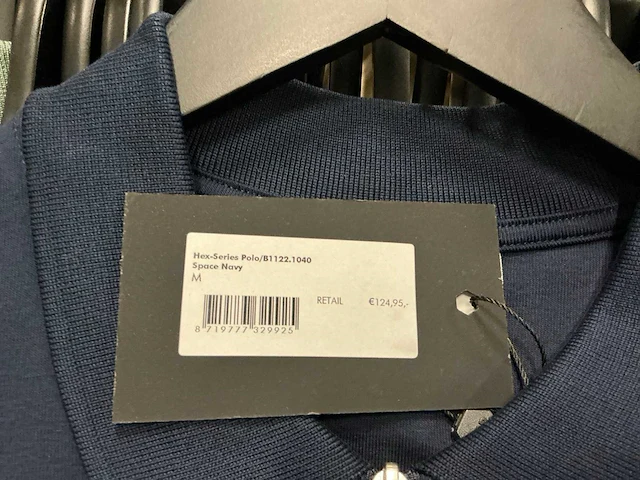 Hex-Series Polo/B1122.1040
Space Navy
M
RETAIL €124,95,-
8 719777 329925